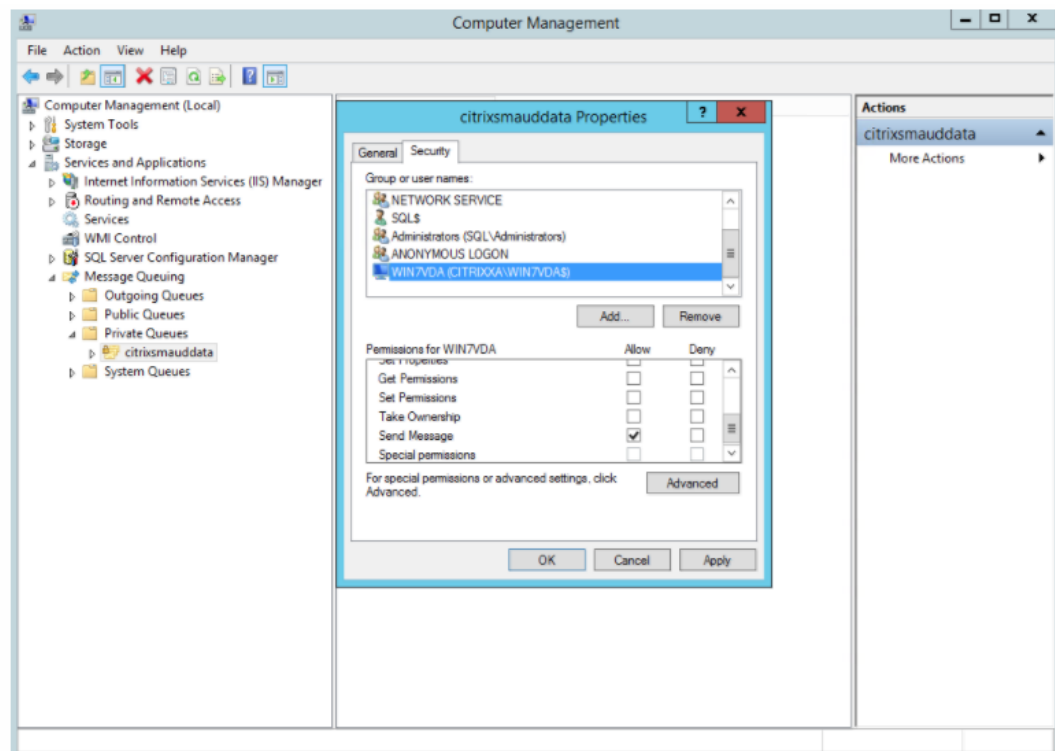 Computer Management
File Action View Help
Computer Management (Local)
System Tools
Storage
Services and Applications
Internet Information Services (IIS) Manager
Routing and Remote Access
Services
WMI Control
SQL Server Configuration Manager
Message Queuing
Outgoing Queues
Public Queues
Private Queues
citrixsmauddata
System Queues
citrixsmauddata Properties
General Security
Group or user names:
NETWORK SERVICE
SQL$
Administrators (SQL\Administrators)
ANONYMOUS LOGON
WIN7VDA (CITRIXXA\WIN7VDA$)
Add... Remove
Permissions for WIN7VDA Allow Deny
Set Properties
Get Permissions
Set Permissions
Take Ownership
Send Message
Special permissions
For special permissions or advanced settings, click
Advanced.
Advanced
OK Cancel Apply
Actions
citrixsmauddata
More Actions